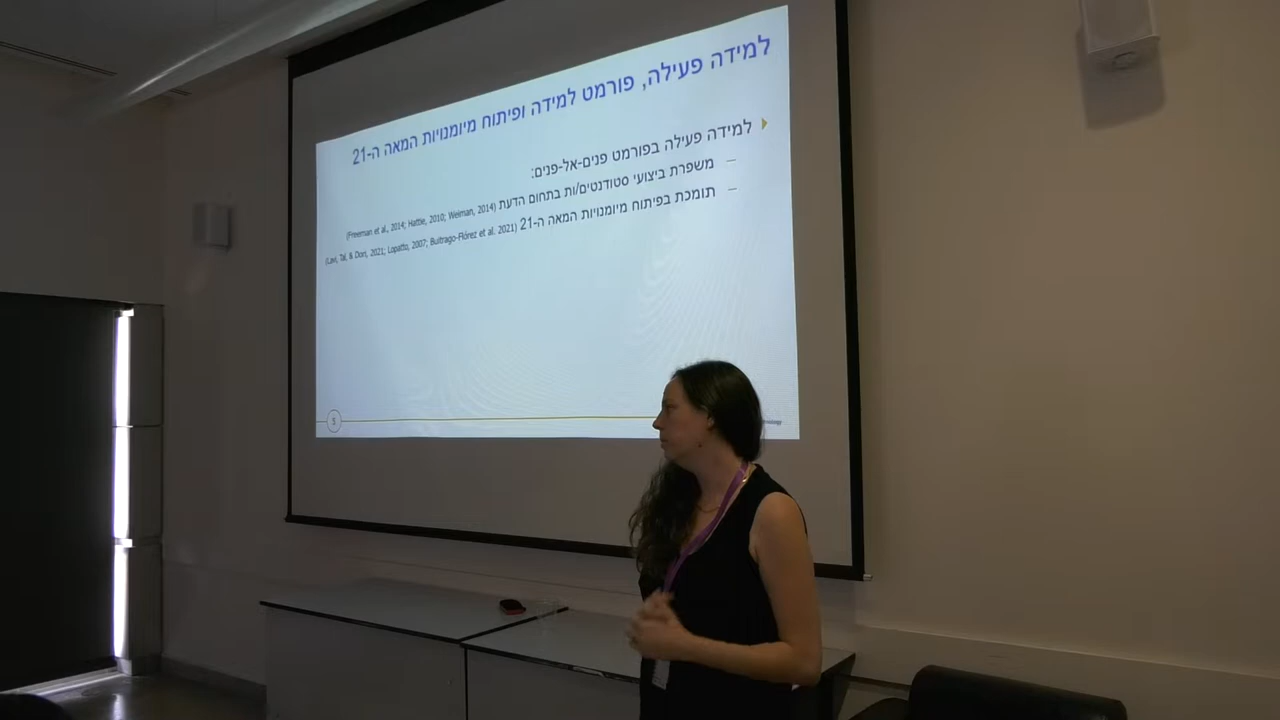 למידה פעילה, פורמט למידה ופיתוח מיומנויות המאה ה-21
למידה פעילה בפורמט פנים-אל-פנים:
– משפרת ביצועי סטודנטים/ות בתחום הדעת (Freeman et al., 2014; Hattie, 2010; Weiman, 2014)
– תומכת בפיתוח מיומנויות המאה ה-21 (Lavi, Tal, & Dori, 2021; Lopatto, 2007; Buitrago-Flórez et al. 2021)
5